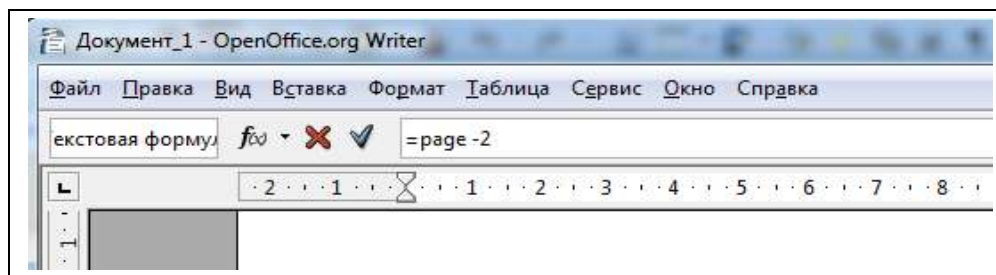 Документ_1 - OpenOffice.org Writer
Файл Правка Вид Вставка Формат Таблица Сервис Окно Справка
екстовая формул f(x) =page -2
2 1 1 2 3 4 5 6 7 8
1